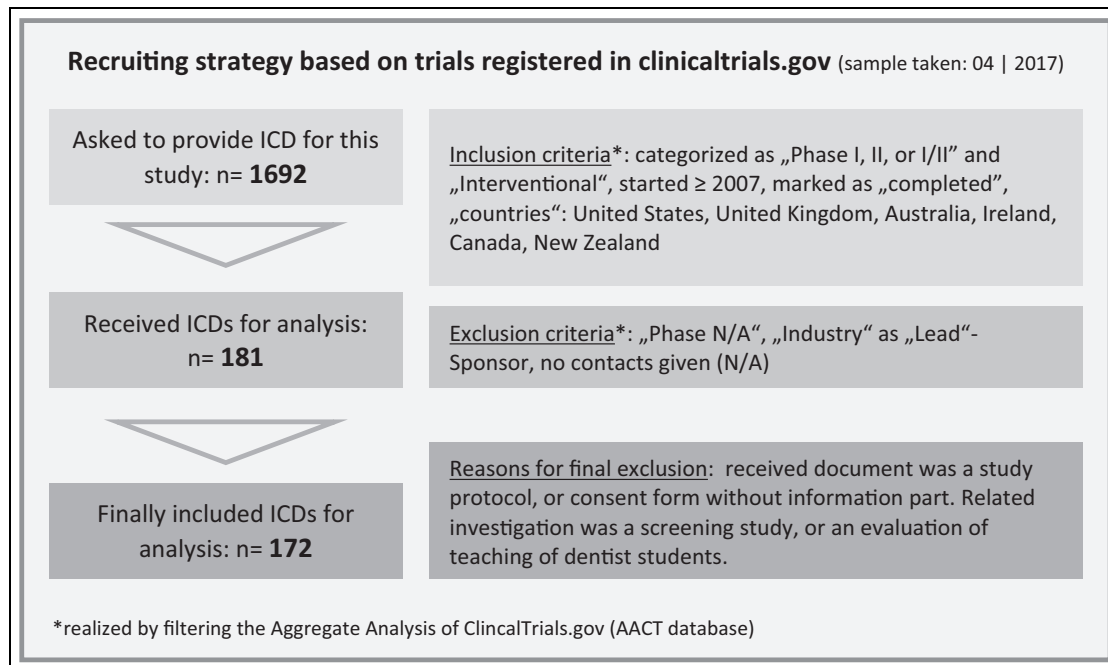 Recruiting strategy based on trials registered in clinicaltrials.gov (sample taken: 04 | 2017)
Asked to provide ICD for this
study: n= 1692
Inclusion criteria*: categorized as „Phase I, II, or I/II” and
„Interventional“, started ≥ 2007, marked as „completed”,
„countries“: United States, United Kingdom, Australia, Ireland,
Canada, New Zealand
Received ICDs for analysis:
n= 181
Exclusion criteria*: „Phase N/A“, „Industry“ as „Lead“-
Sponsor, no contacts given (N/A)
Finally included ICDs for
analysis: n= 172
Reasons for final exclusion:  received document was a study
protocol, or consent form without information part. Related
investigation was a screening study, or an evaluation of
teaching of dentist students.
*realized by filtering the Aggregate Analysis of ClincalTrials.gov (AACT database)